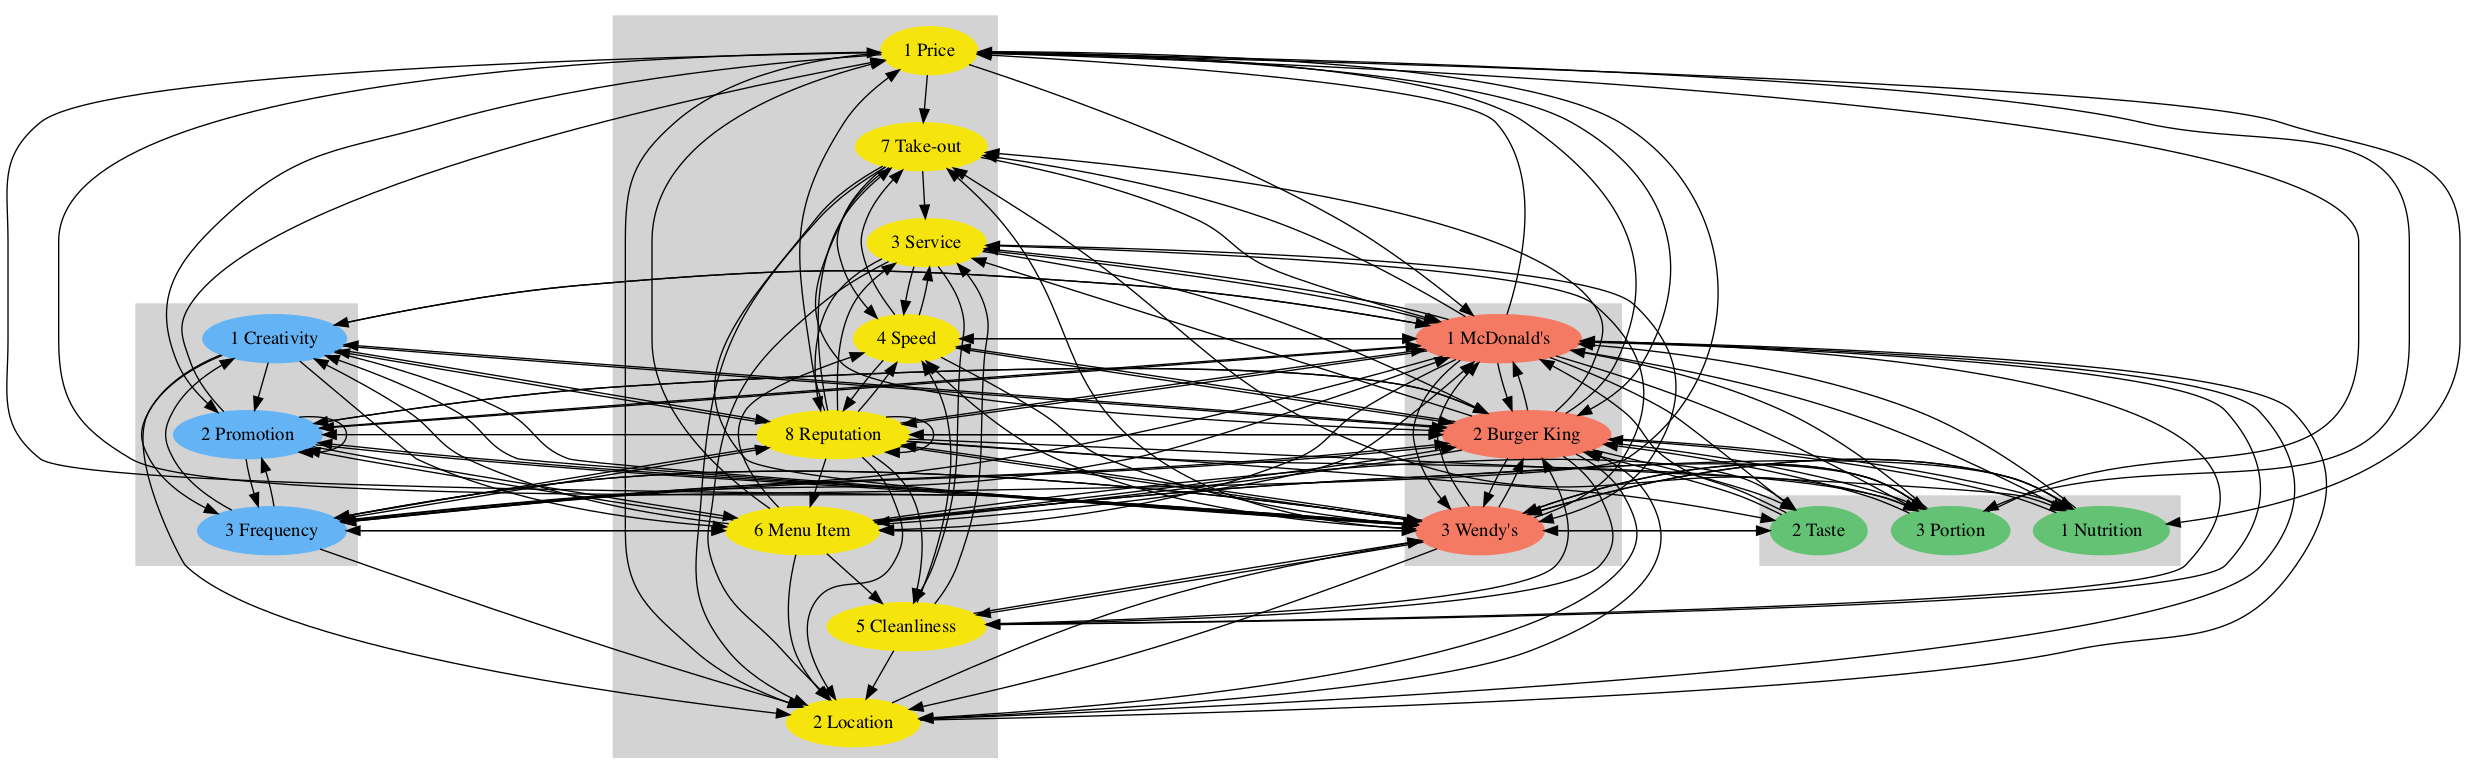 1 Price
7 Take-out
3 Service
4 Speed
8 Reputation
6 Menu Item
5 Cleanliness
2 Location
1 Creativity
2 Promotion
3 Frequency
1 McDonald's
2 Burger King
3 Wendy's
2 Taste
3 Portion
1 Nutrition